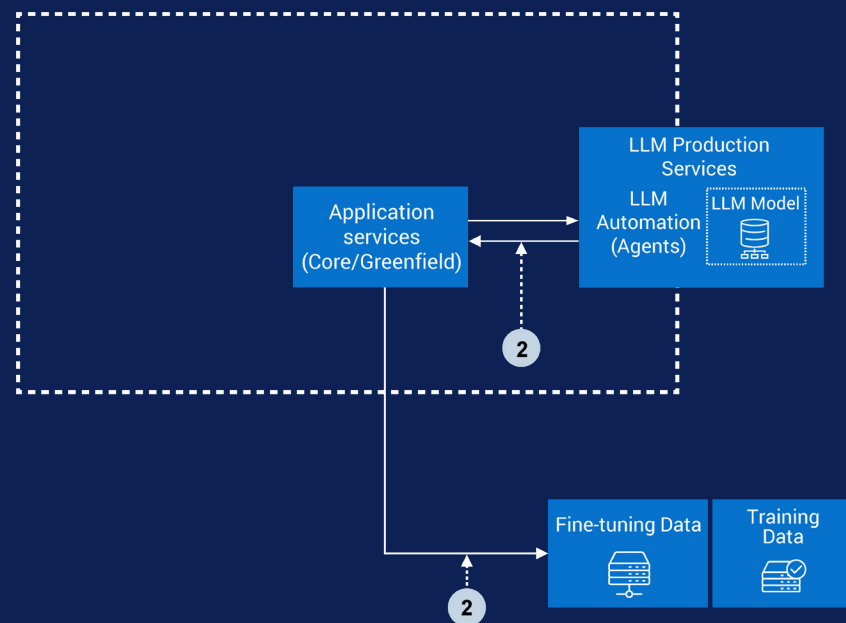 LLM Production
Services
LLM
Automation
(Agents)
LLM Model
Application
services
(Core/Greenfield)
2
Fine-tuning Data
Training
Data
2